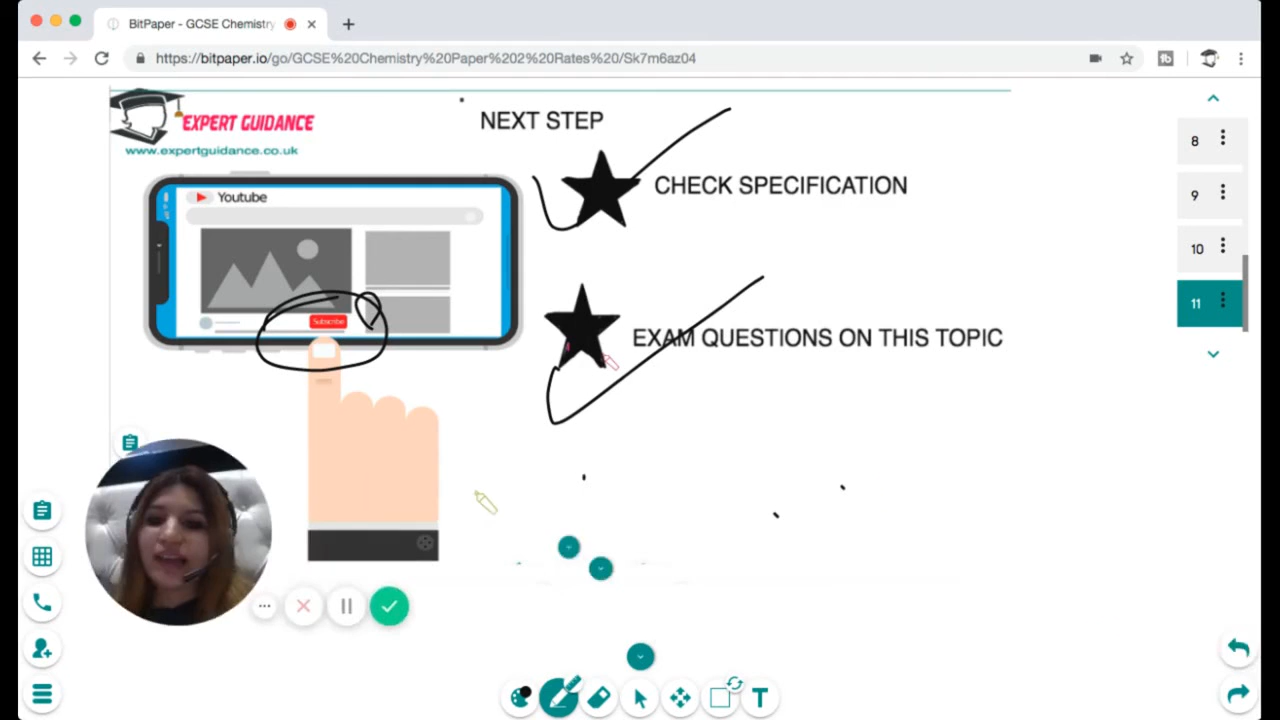 BitPaper - GCSE Chemistry
https://bitpaper.io/go/GCSE%20Chemistry%20Paper%202%20Rates%20/Sk7m6az04
EXPERT GUIDANCE
www.expertguidance.co.uk
NEXT STEP
Youtube
Subscribe
CHECK SPECIFICATION
EXAM QUESTIONS ON THIS TOPIC
8
9
10
11
T